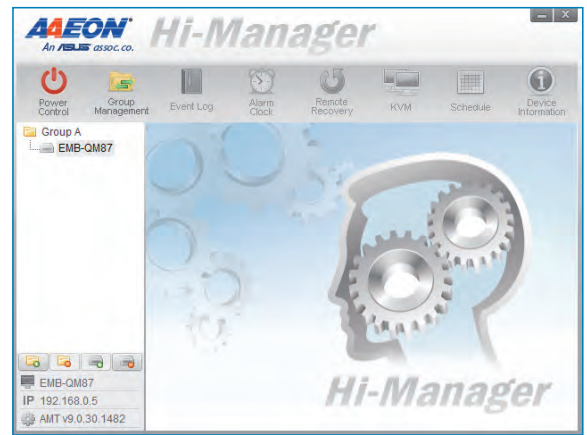 AAEON
An ASUS assoc. co.
Hi-Manager
Power Control
Group Management
Event Log
Alarm Clock
Remote Recovery
KVM
Schedule
Device Information
Group A
EMB-QM87
EMB-QM87
IP 192.168.0.5
AMT v9.0.30.1482
Hi-Manager